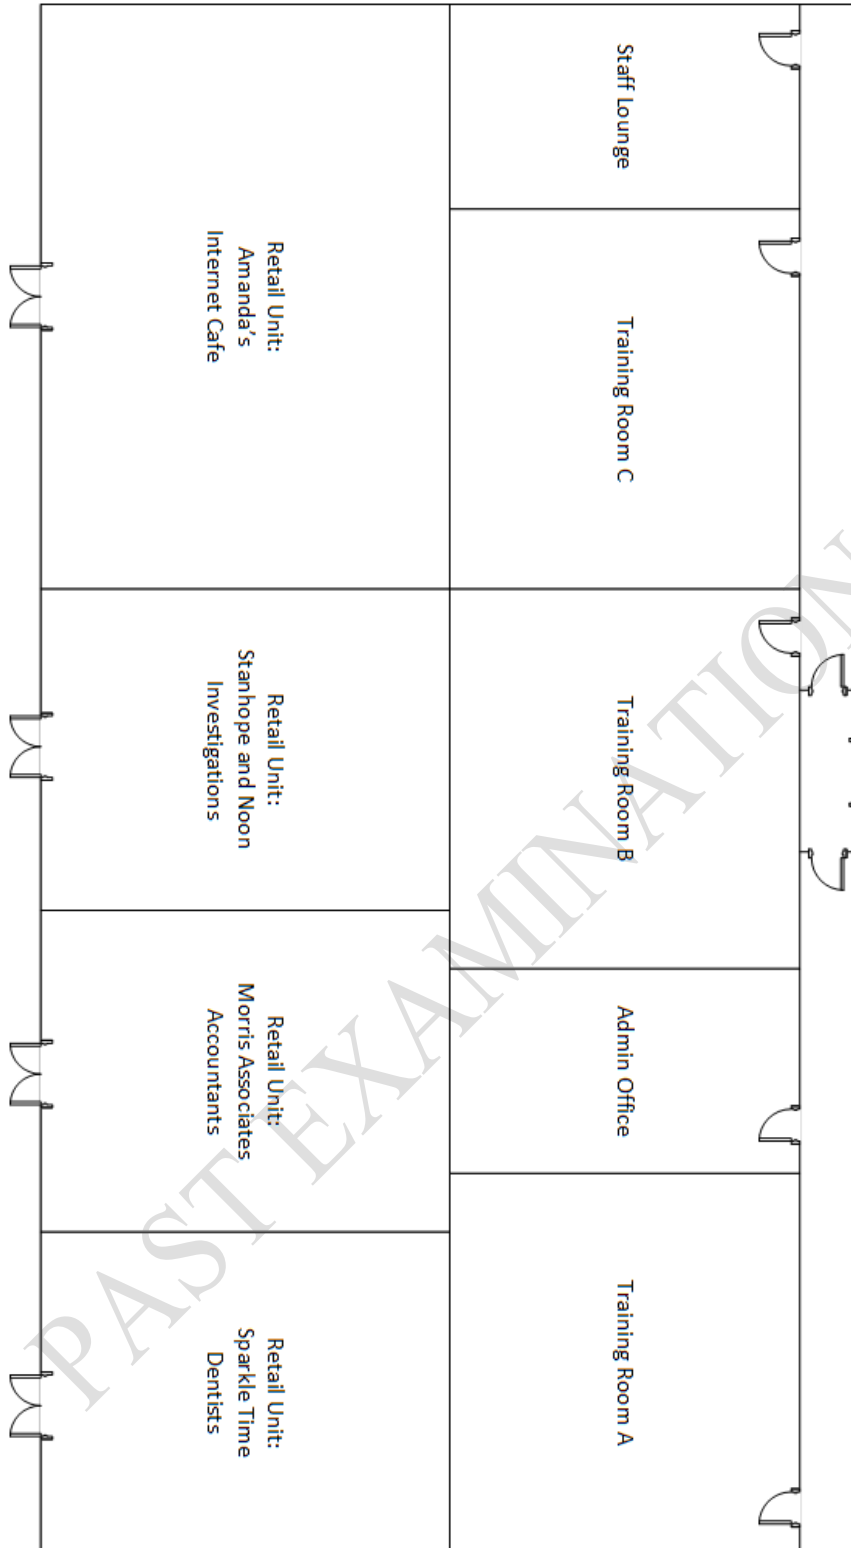 Staff Lounge
Training Room C
Training Room B
Admin Office
Training Room A
Retail Unit:
Amanda's
Internet Cafe
Retail Unit:
Stanhope and Noon
Investigations
Retail Unit:
Morris Associates
Accountants
Retail Unit:
Sparkle Time
Dentists
PAST EXAMINATION